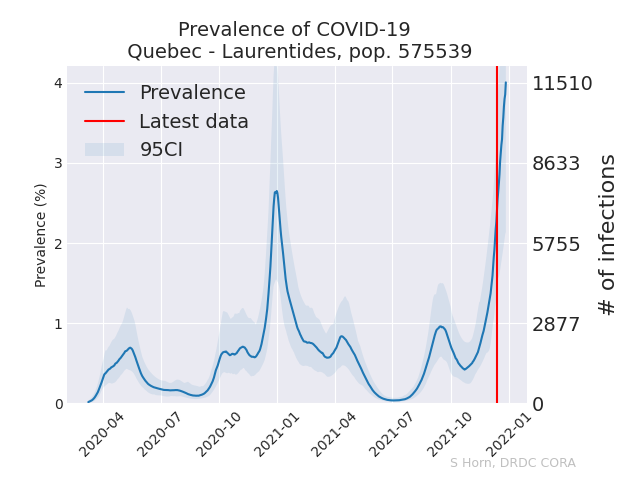 Prevalence of COVID-19
Quebec - Laurentides, pop. 575539
Prevalence
Latest data
95CI
Prevalence (%)
4
3
2
1
0
11510
8633
5755
2877
0
# of infections
2020-04
2020-07
2020-10
2021-01
2021-04
2021-07
2021-10
2022-01
S Horn, DRDC CORA